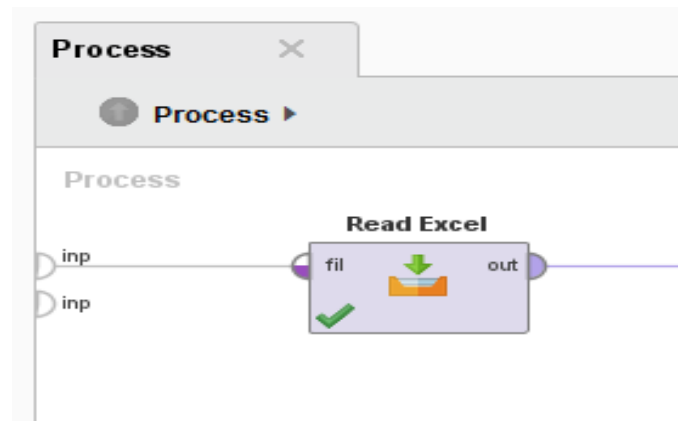 Process
Process
Process
Read Excel
inp
fil
out
inp